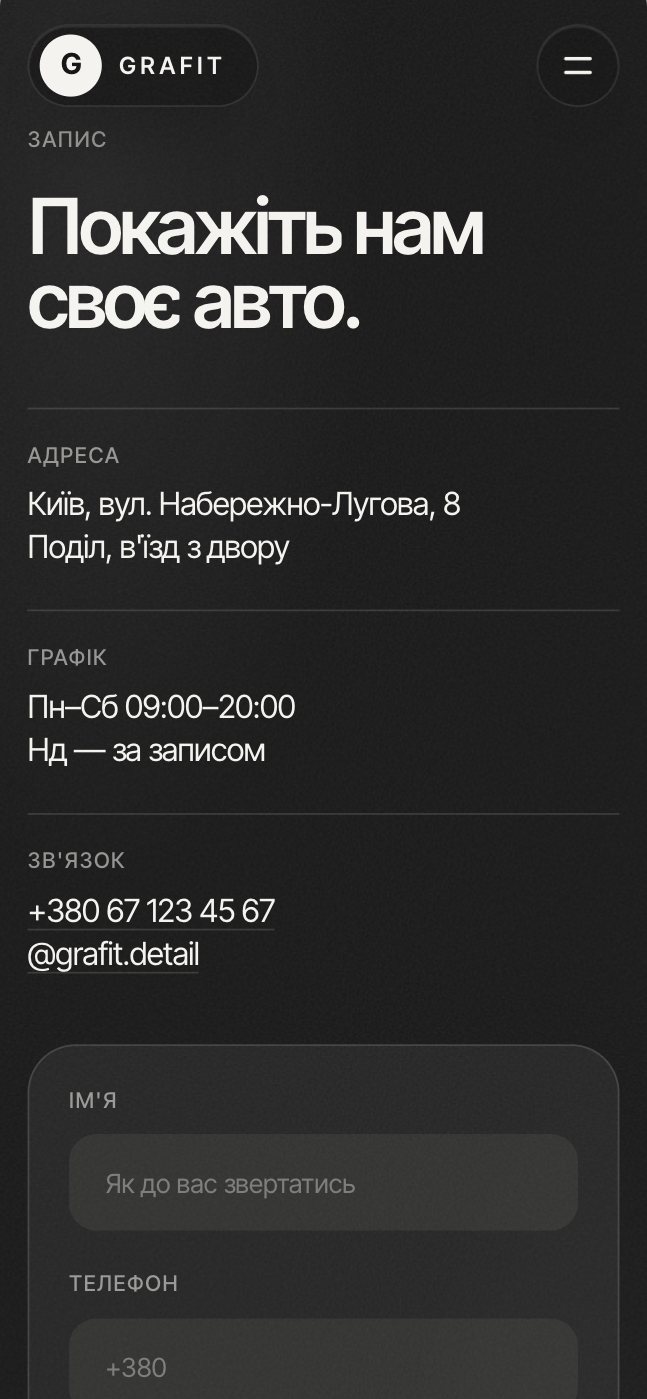 G GRAFIT
ЗАПИС
Покажіть нам
своє авто.
АДРЕСА
Київ, вул. Набережно-Лугова, 8
Поділ, в'їзд з двору
ГРАФІК
Пн–Сб 09:00–20:00
Нд — за записом
ЗВ'ЯЗОК
+380 67 123 45 67
@grafit.detail
ІМ'Я
Як до вас звертатись
ТЕЛЕФОН
+380